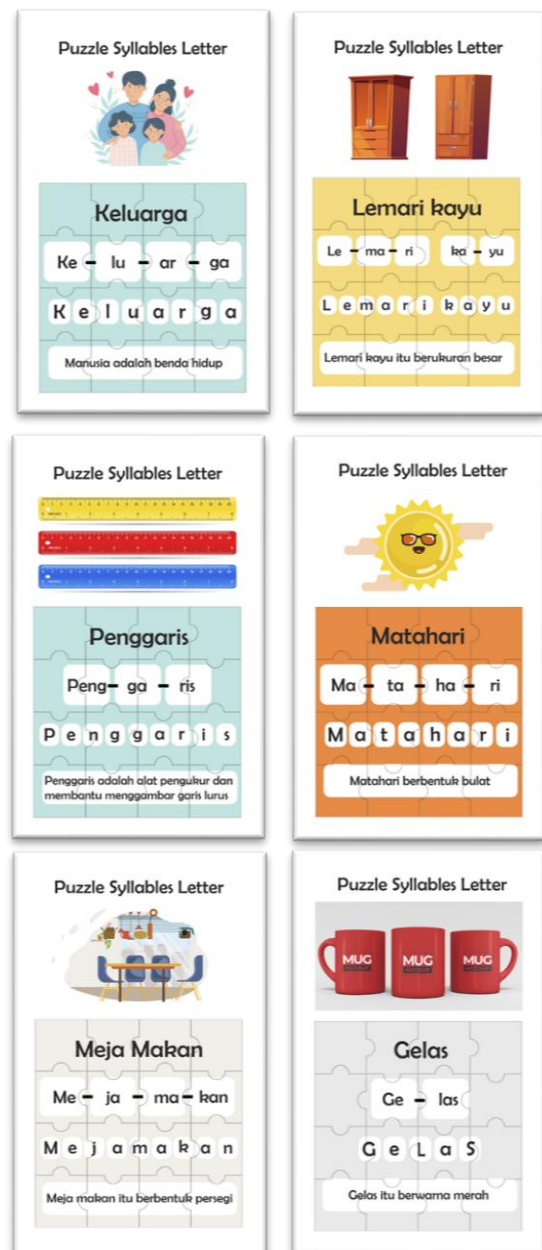 Puzzle Syllables Letter
Keluarga
Ke - lu - ar - ga
K e l u a r g a
Manusia adalah benda hidup
Puzzle Syllables Letter
Lemari kayu
Le - ma - ri ka - yu
L e m a r i k a y u
Lemari kayu itu berukuran besar
Puzzle Syllables Letter
Penggaris
Peng - ga - ris
P e n g g a r i s
Penggaris adalah alat pengukur dan
membantu menggambar garis lurus
Puzzle Syllables Letter
Matahari
Ma - ta - ha - ri
M a t a h a r i
Matahari berbentuk bulat
Puzzle Syllables Letter
Meja Makan
Me - ja - ma - kan
M e j a m a k a n
Meja makan itu berbentuk persegi
Puzzle Syllables Letter
MUG
MUG
MUG
Gelas
Ge - las
G e L a S
Gelas itu berwarna merah